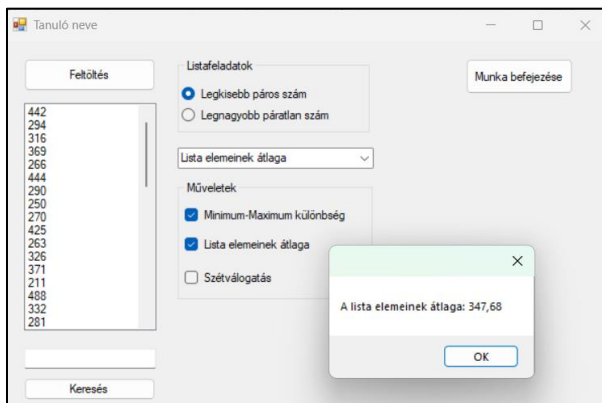 Tanuló neve
Feltöltés
442
294
316
369
266
444
290
250
270
425
263
326
371
211
488
332
281
Keresés
Listafeladatok
Legkisebb páros szám
Legnagyobb páratlan szám
Lista elemeinek átlaga
Műveletek
Minimum-Maximum különbség
Lista elemeinek átlaga
Szétválogatás
Munka befejezése
A lista elemeinek átlaga: 347,68
OK